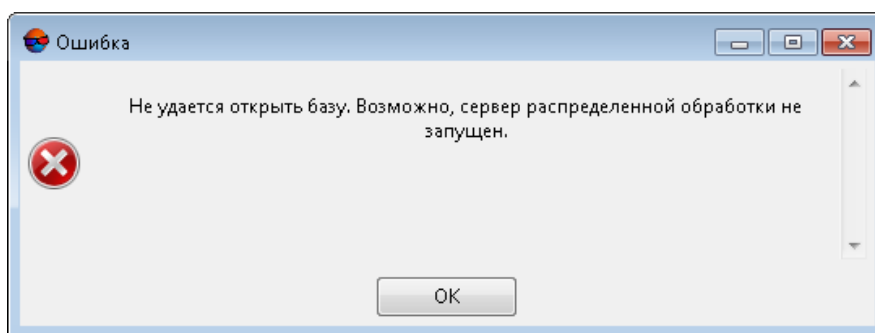 Ошибка
Не удается открыть базу. Возможно, сервер распределенной обработки не
запущен.
OK